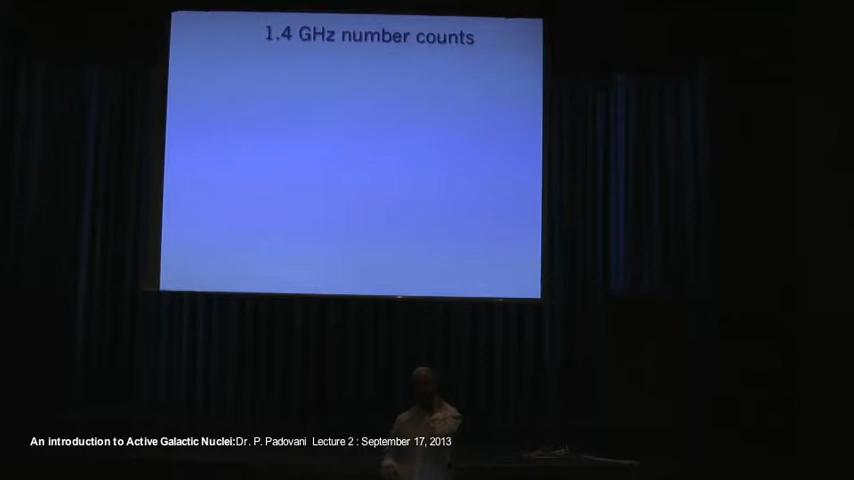 1.4 GHz number counts
An introduction to Active Galactic Nuclei:Dr. P. Padovani Lecture 2 : September 17, 2013